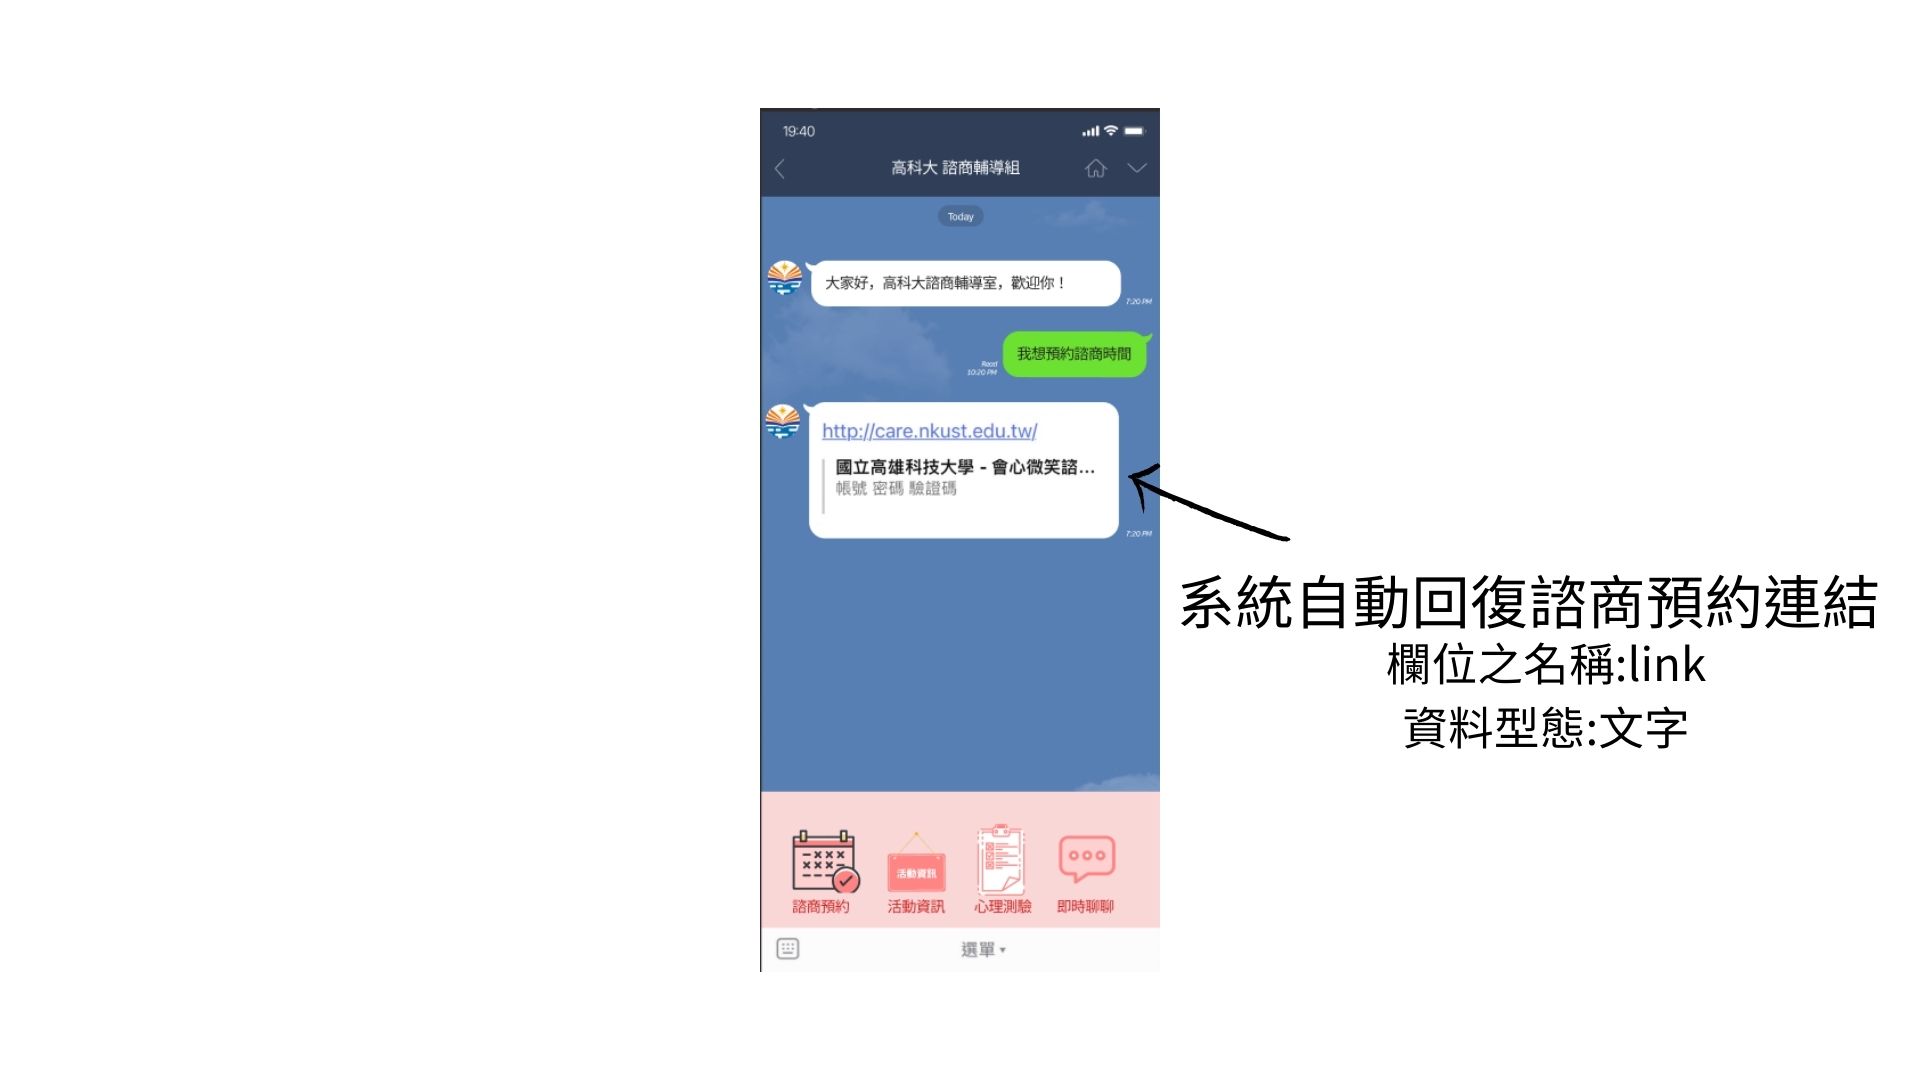 19:40
高科大 諮商輔導組
Today
大家好，高科大諮商輔導室，歡迎你！
7:20 PM
我想預約諮商時間
Read
10:20 PM
http://care.nkust.edu.tw/
國立高雄科技大學 - 會心微笑諮...
帳號 密碼 驗證碼
7:20 PM
系統自動回復諮商預約連結
欄位之名稱:link
資料型態:文字
活動資訊
諮商預約
活動資訊
心理測驗
即時聊聊
選單